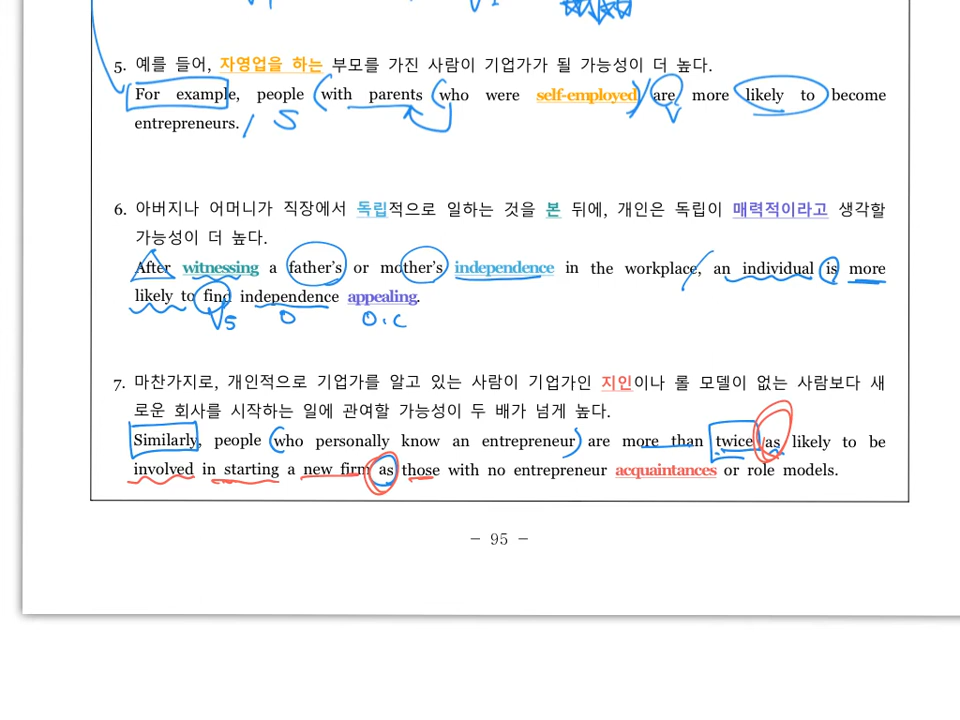 5. 예를 들어, 자영업을 하는 부모를 가진 사람이 기업가가 될 가능성이 더 높다.
For example, people with parents who were self-employed are more likely to become
entrepreneurs.
S
V
6. 아버지나 어머니가 직장에서 독립적으로 일하는 것을 본 뒤에, 개인은 독립이 매력적이라고 생각할
가능성이 더 높다.
After witnessing a father's or mother's independence in the workplace, an individual is more
likely to find independence appealing.
V5 O O.C
7. 마찬가지로, 개인적으로 기업가를 알고 있는 사람이 기업가인 지인이나 롤 모델이 없는 사람보다 새
로운 회사를 시작하는 일에 관여할 가능성이 두 배가 넘게 높다.
Similarly, people who personally know an entrepreneur are more than twice as likely to be
involved in starting a new firm as those with no entrepreneur acquaintances or role models.
- 95 -